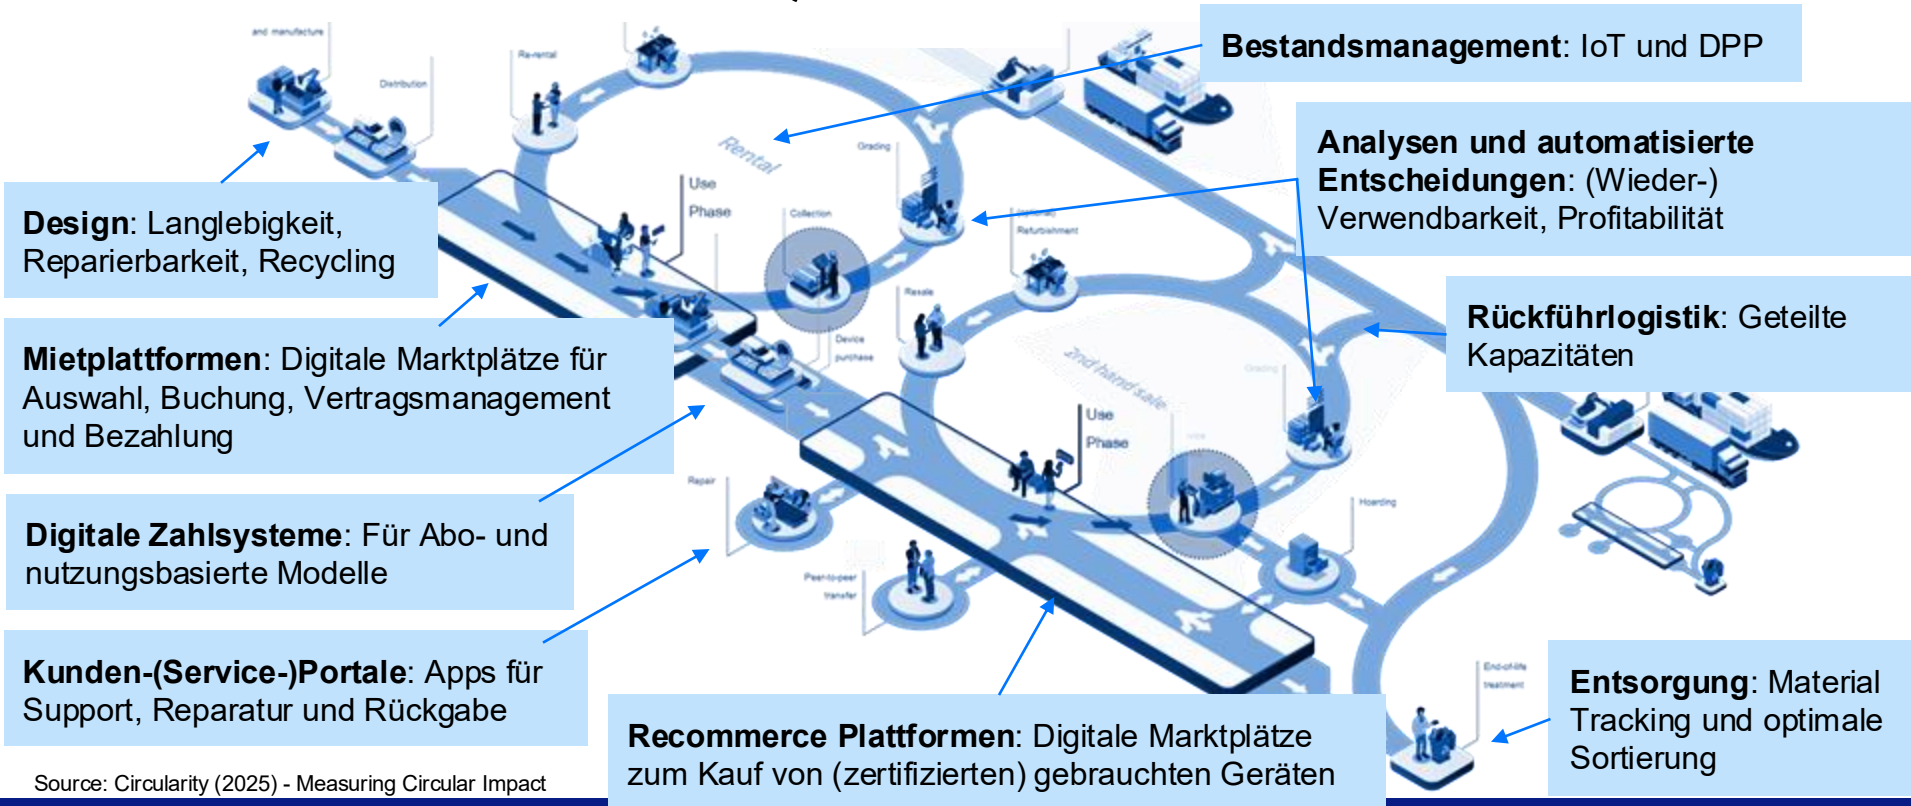 and manufacture
Distribution
Re-rental
Rental
Grading
Use
Phase
Collection
(optional)
Refurbishment
Resale
Device
purchase
2nd hand sale
Grading
Use
Phase
Repair
Hoarding
Peer-to-peer
transfer
End-of-life
treatment
Bestandsmanagement: IoT und DPP
Analysen und automatisierte
Entscheidungen: (Wieder-)
Verwendbarkeit, Profitabilität
Design: Langlebigkeit,
Reparierbarkeit, Recycling
Rückführlogistik: Geteilte
Kapazitäten
Mietplattformen: Digitale Marktplätze für
Auswahl, Buchung, Vertragsmanagement
und Bezahlung
Digitale Zahlsysteme: Für Abo- und
nutzungsbasierte Modelle
Kunden-(Service-)Portale: Apps für
Support, Reparatur und Rückgabe
Recommerce Plattformen: Digitale Marktplätze
zum Kauf von (zertifizierten) gebrauchten Geräten
Entsorgung: Material
Tracking und optimale
Sortierung
Source: Circularity (2025) - Measuring Circular Impact